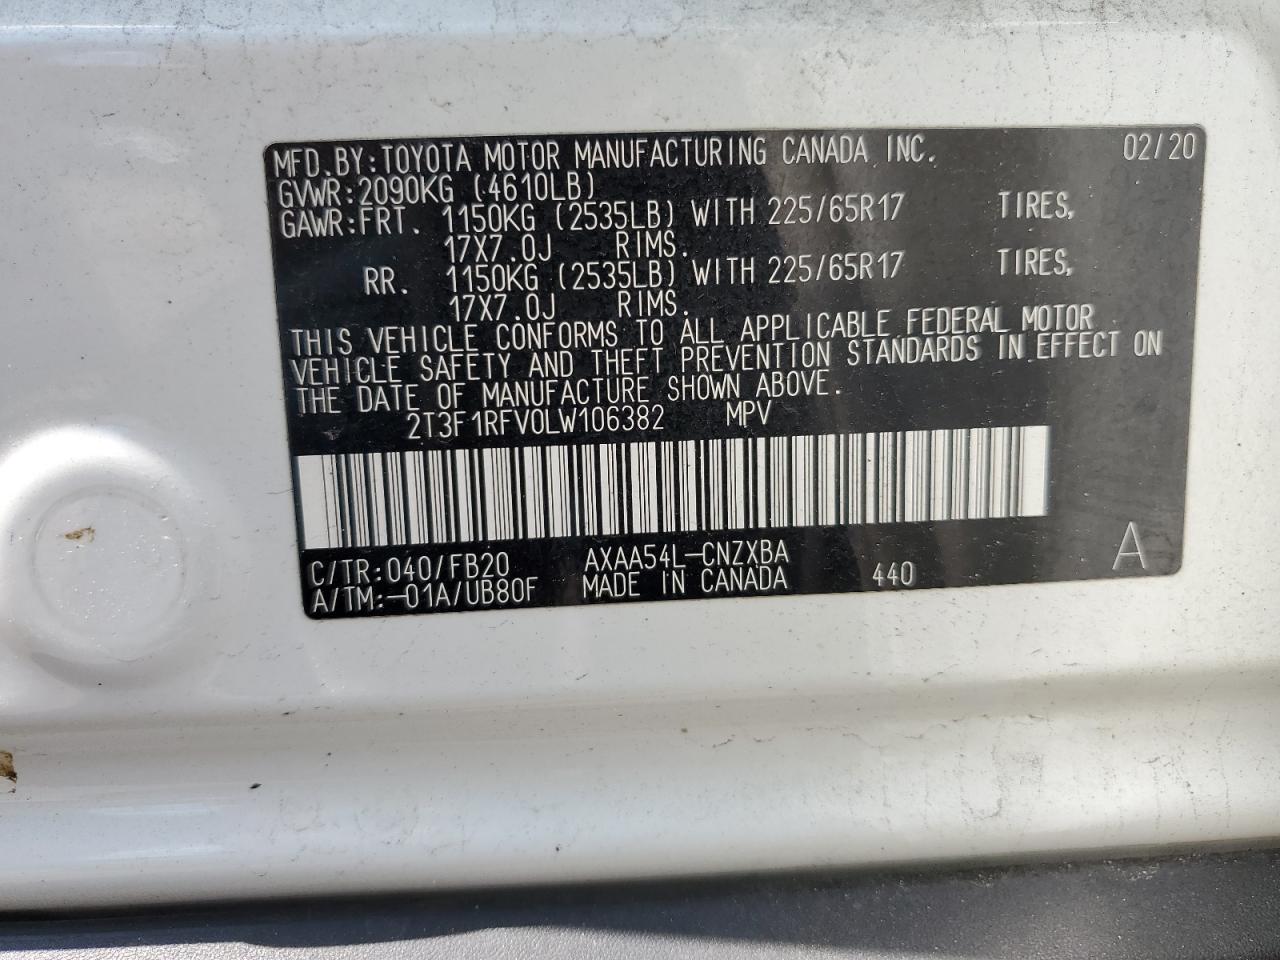 MFD.BY:TOYOTA MOTOR MANUFACTURING CANADA INC. 02/20
GVWR:2090KG (4610LB)
GAWR:FRT. 1150KG (2535LB) WITH 225/65R17 TIRES,
17X7.0J RIMS.
RR. 1150KG (2535LB) WITH 225/65R17 TIRES,
17X7.0J RIMS.
THIS VEHICLE CONFORMS TO ALL APPLICABLE FEDERAL MOTOR
VEHICLE SAFETY AND THEFT PREVENTION STANDARDS IN EFFECT ON
THE DATE OF MANUFACTURE SHOWN ABOVE.
2T3F1RFV0LW106382 MPV
C/TR:040/FB20 AXAA54L-CNZXBA
A/TM:-01A/UB80F MADE IN CANADA 440 A